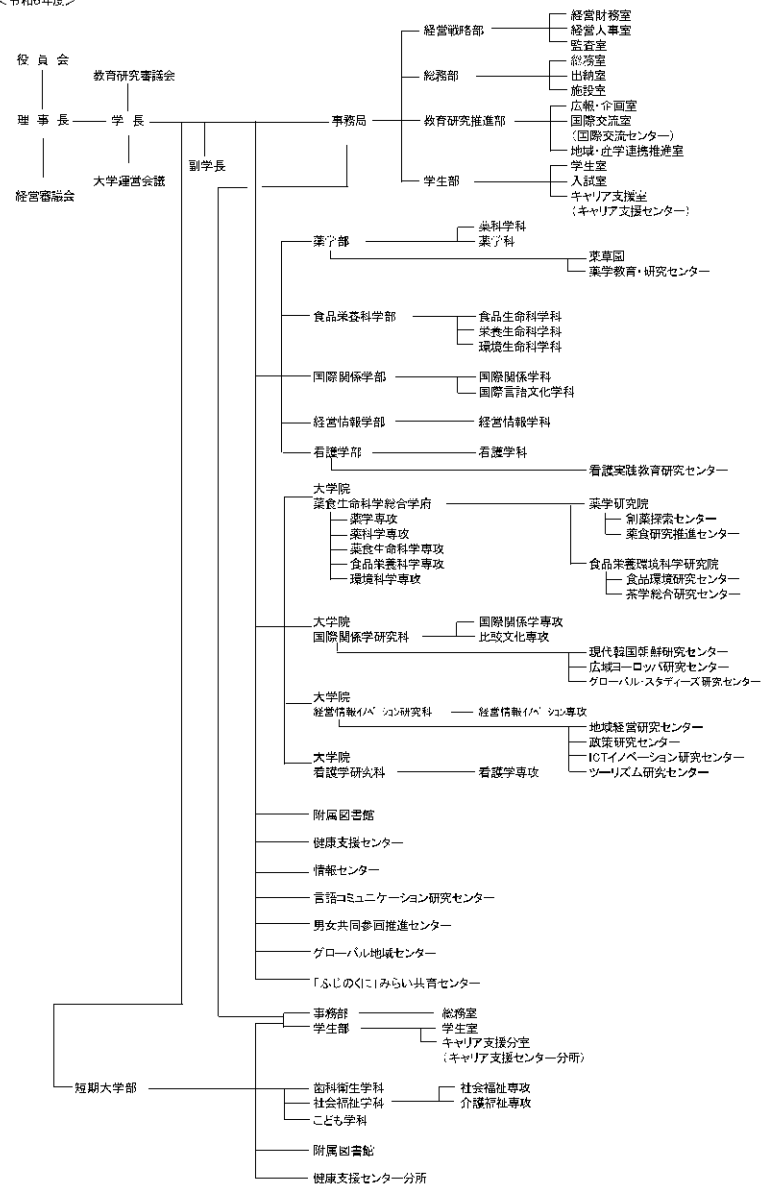 <令和6年度>
役員会
理事長
経営審議会
教育研究審議会
学長
大学運営会議
副学長
事務局
経営戦略部
経営財務室
経営人事室
監査室
総務部
総務室
出納室
施設室
教育研究推進部
広報・企画室
国際交流室
(国際交流センター)
地域・産学連携推進室
学生部
学生室
入試室
キャリア支援室
(キャリア支援センター)
薬学部
薬科学科
薬学科
薬草園
薬学教育・研究センター
食品栄養科学部
食品生命科学科
栄養生命科学科
環境生命科学科
国際関係学部
国際関係学科
国際言語文化学科
経営情報学部
経営情報学科
看護学部
看護学科
看護実践教育研究センター
大学院
薬食生命科学総合学府
薬学専攻
薬科学専攻
薬食生命科学専攻
食品栄養科学専攻
環境科学専攻
薬学研究院
創薬探索センター
薬食研究推進センター
食品栄養環境科学研究院
食品環境研究センター
茶学総合研究センター
大学院
国際関係学研究科
国際関係学専攻
比較文化専攻
現代韓国朝鮮研究センター
広域ヨーロッパ研究センター
グローバル・スタディーズ研究センター
大学院
経営情報イノベーション研究科
経営情報イノベーション専攻
地域経営研究センター
政策研究センター
ICTイノベーション研究センター
ツーリズム研究センター
大学院
看護学研究科
看護学専攻
附属図書館
健康支援センター
情報センター
言語コミュニケーション研究センター
男女共同参画推進センター
グローバル地域センター
「ふじのくに」みらい共育センター
事務部
総務室
学生部
学生室
キャリア支援分室
(キャリア支援センター分所)
短期大学部
歯科衛生学科
社会福祉学科
社会福祉専攻
介護福祉専攻
こども学科
附属図書館
健康支援センター分所